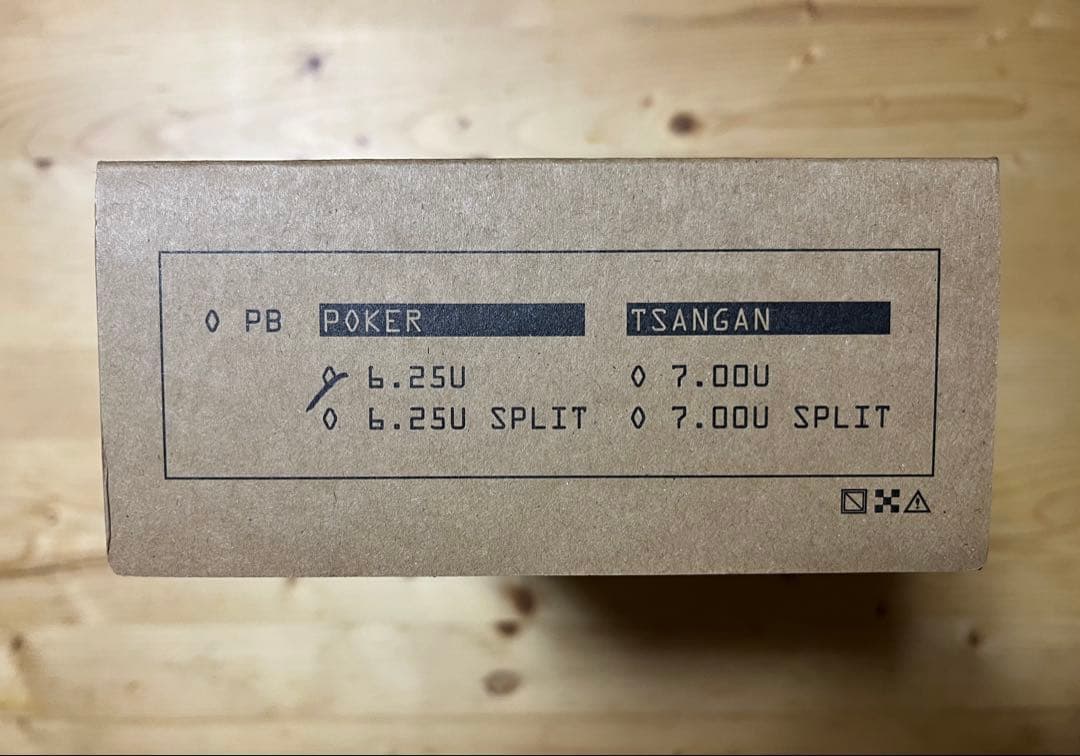 ◊ PB POKER TSANGAN
◊ 6.25U ◊ 7.00U
◊ 6.25U SPLIT ◊ 7.00U SPLIT